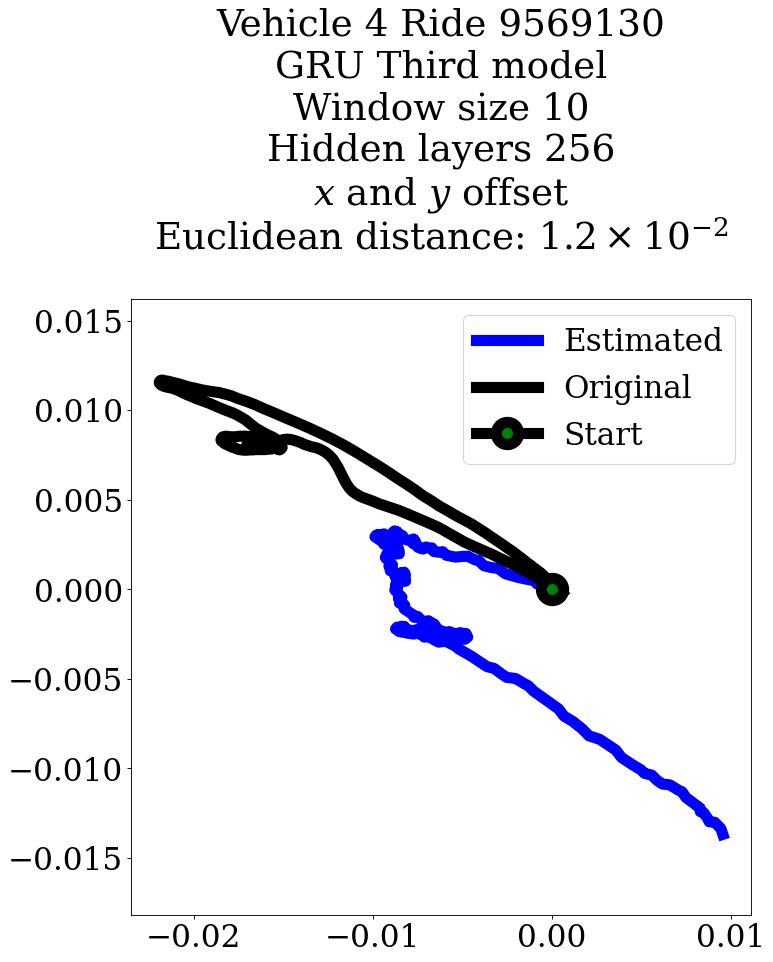 Vehicle 4 Ride 9569130
GRU Third model
Window size 10
Hidden layers 256
x and y offset
Euclidean distance: 1.2 × 10⁻²
Estimated
Original
Start
0.015
0.010
0.005
0.000
−0.005
−0.010
−0.015
−0.02
−0.01
0.00
0.01